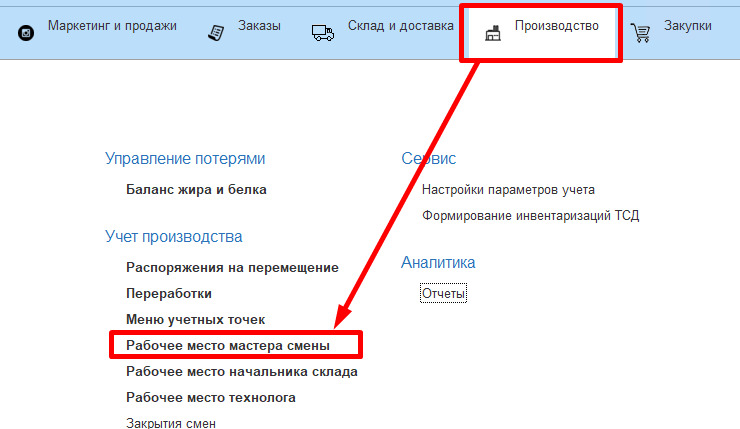 Маркетинг и продажи
Заказы
Склад и доставка
Производство
Закупки
Управление потерями
Баланс жира и белка
Учет производства
Распоряжения на перемещение
Переработки
Меню учетных точек
Рабочее место мастера смены
Рабочее место начальника склада
Рабочее место технолога
Закрытия смен
Сервис
Настройки параметров учета
Формирование инвентаризаций ТСД
Аналитика
Отчеты